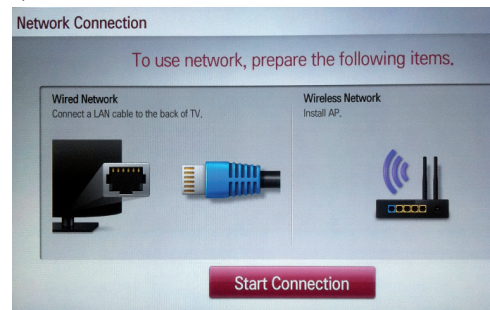 Network Connection
To use network, prepare the following items.
Wired Network
Connect a LAN cable to the back of TV.
Wireless Network
Install AP.
Start Connection